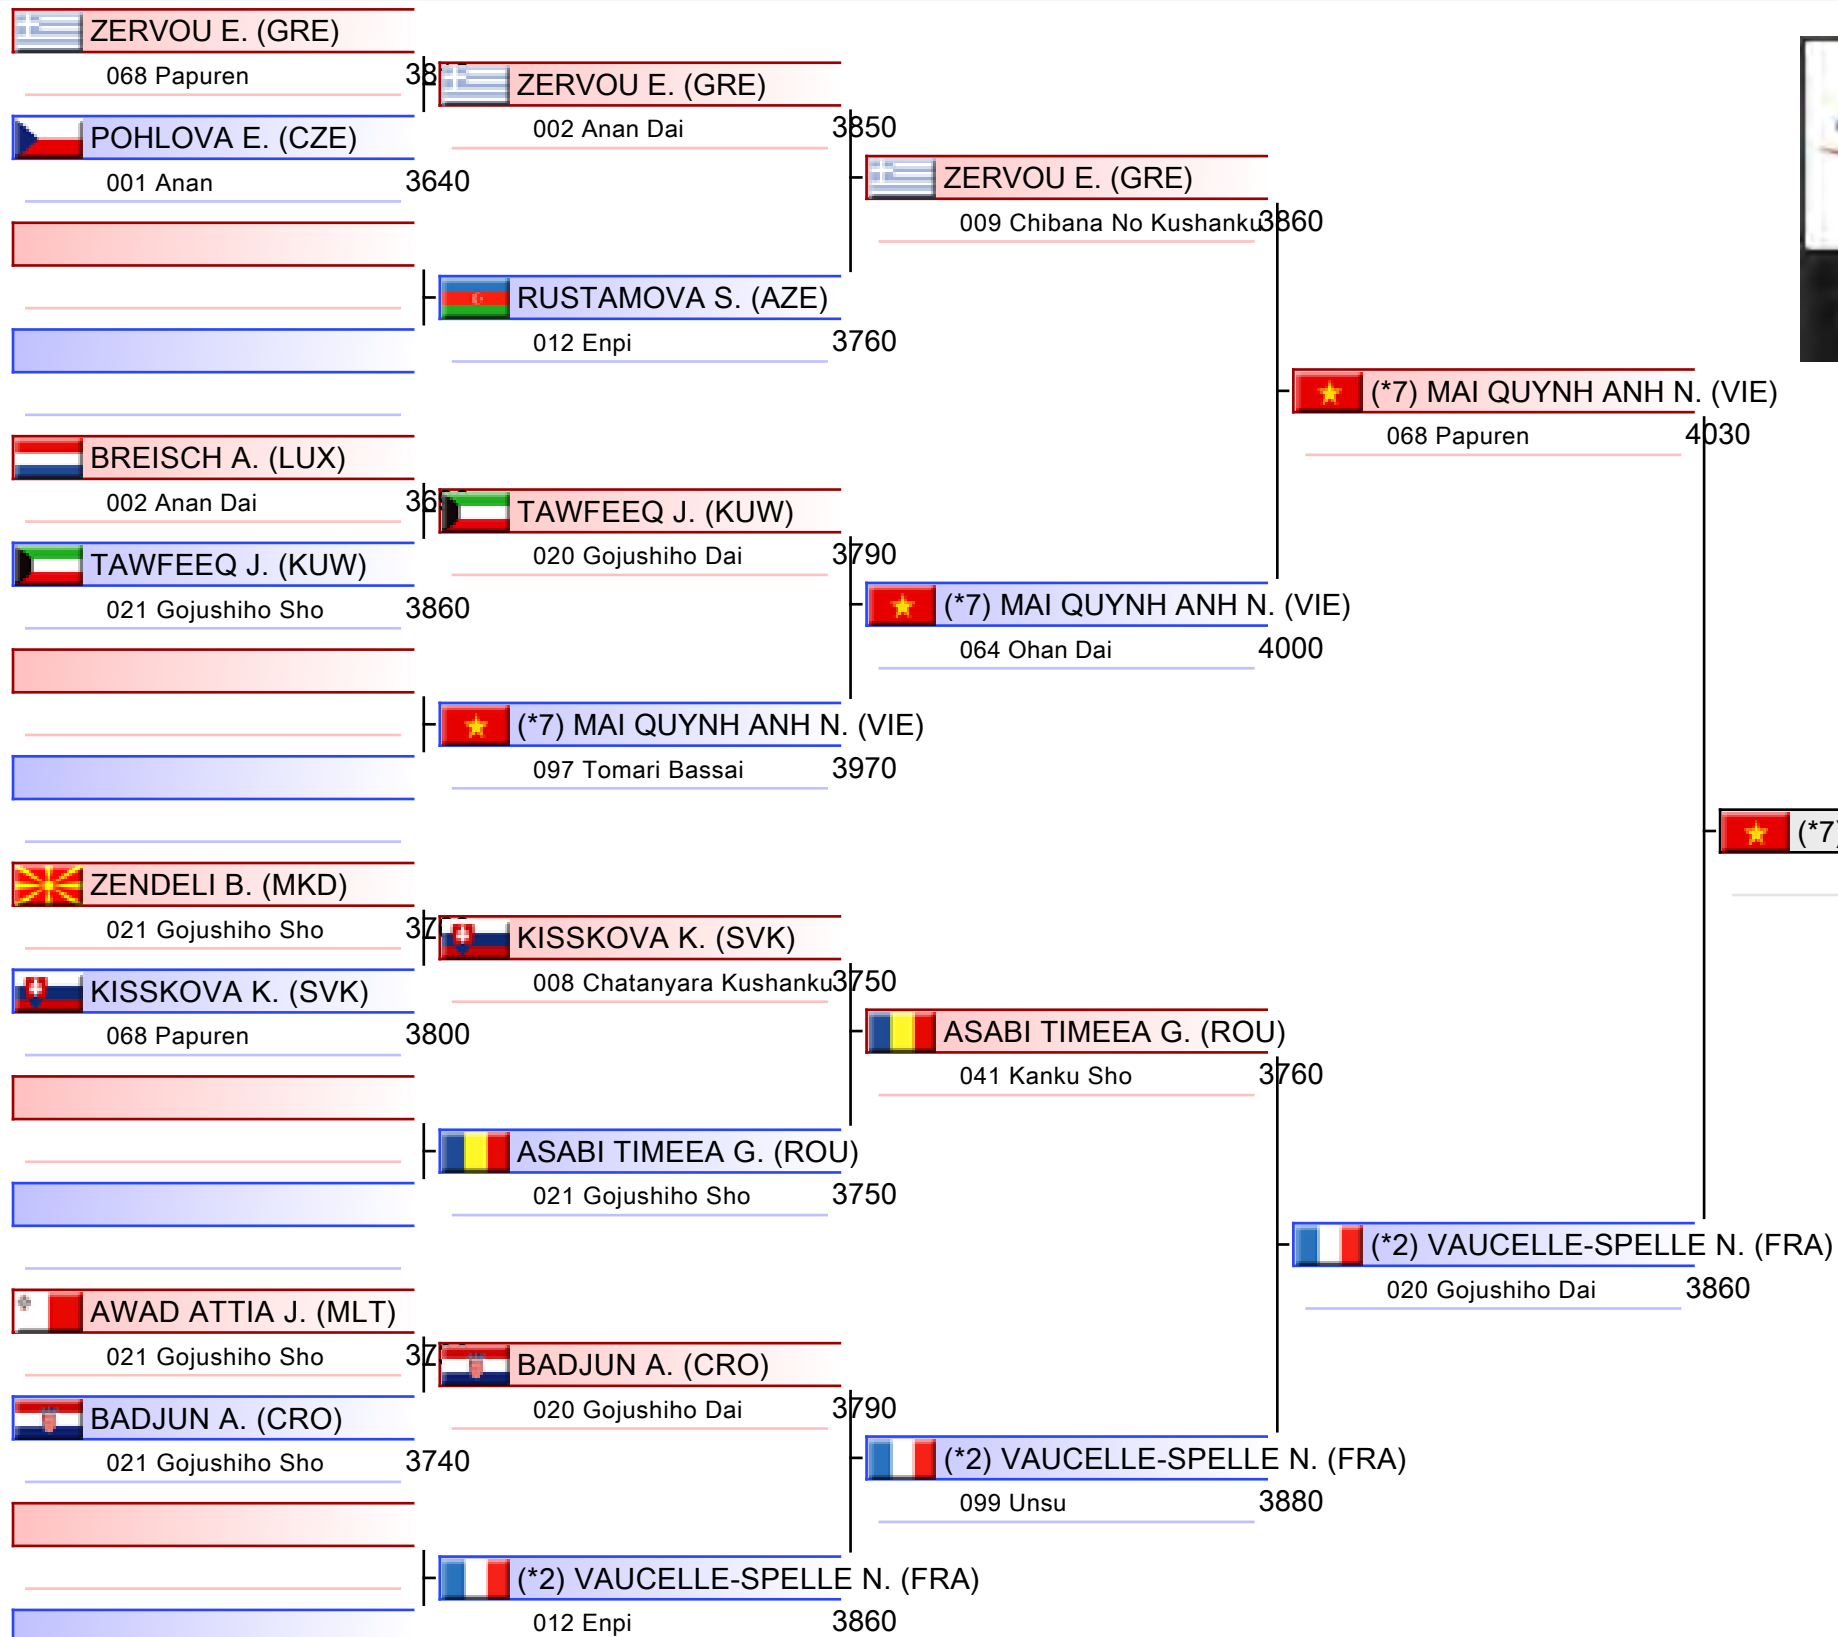 ZERVOU E. (GRE)
068 Papuren
POHLOVA E. (CZE)
001 Anan 3640
BREISCH A. (LUX)
002 Anan Dai
TAWFEEQ J. (KUW)
021 Gojushiho Sho 3860
ZENDELI B. (MKD)
021 Gojushiho Sho
KISSKOVA K. (SVK)
068 Papuren 3800
AWAD ATTIA J. (MLT)
021 Gojushiho Sho
BADJUN A. (CRO)
021 Gojushiho Sho 3740
ZERVOU E. (GRE)
002 Anan Dai 3850
RUSTAMOVA S. (AZE)
012 Enpi 3760
TAWFEEQ J. (KUW)
020 Gojushiho Dai 3790
(*7) MAI QUYNH ANH N. (VIE)
097 Tomari Bassai 3970
KISSKOVA K. (SVK)
008 Chatanyara Kushanku 3750
ASABI TIMEEA G. (ROU)
021 Gojushiho Sho 3750
BADJUN A. (CRO)
020 Gojushiho Dai 3790
(*2) VAUCELLE-SPELLE N. (FRA)
012 Enpi 3860
ZERVOU E. (GRE)
009 Chibana No Kushanku 3860
(*7) MAI QUYNH ANH N. (VIE)
064 Ohan Dai 4000
ASABI TIMEEA G. (ROU)
041 Kanku Sho 3760
(*2) VAUCELLE-SPELLE N. (FRA)
099 Unsu 3880
(*7) MAI QUYNH ANH N. (VIE)
068 Papuren 4030
(*2) VAUCELLE-SPELLE N. (FRA)
020 Gojushiho Dai 3860
(*7)